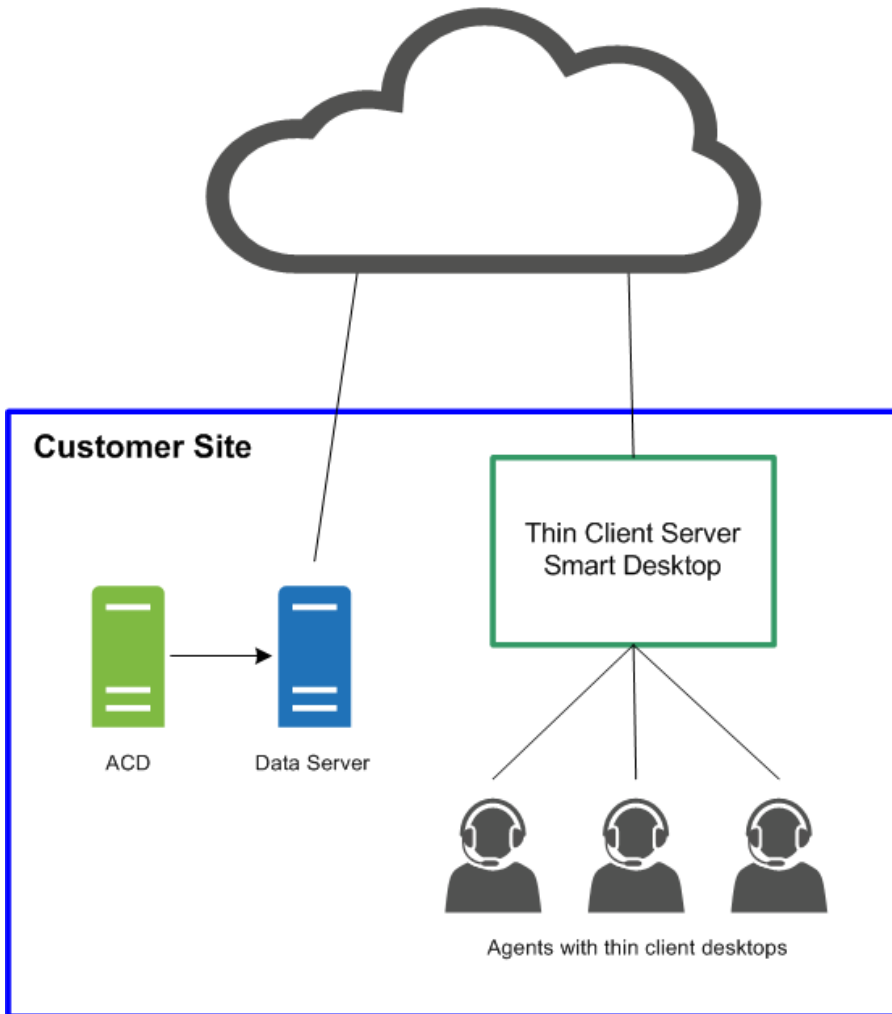 Customer Site
Thin Client Server
Smart Desktop
ACD
Data Server
Agents with thin client desktops